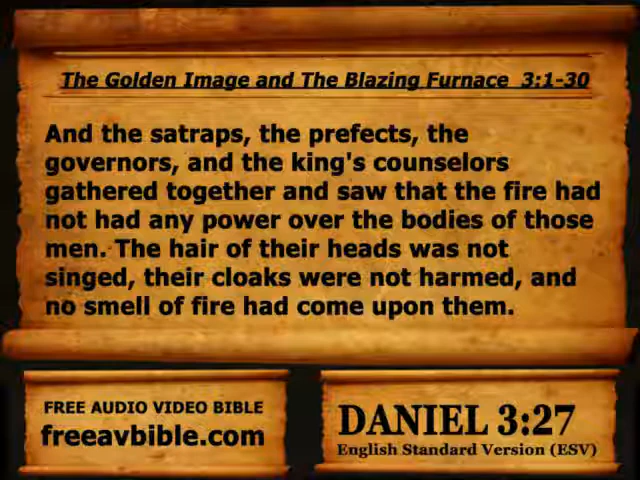 The Golden Image and The Blazing Furnace 3:1-30
And the satraps, the prefects, the
governors, and the king's counselors
gathered together and saw that the fire had
not had any power over the bodies of those
men. The hair of their heads was not
singed, their cloaks were not harmed, and
no smell of fire had come upon them.
FREE AUDIO VIDEO BIBLE
freeavbible.com
DANIEL 3:27
English Standard Version (ESV)